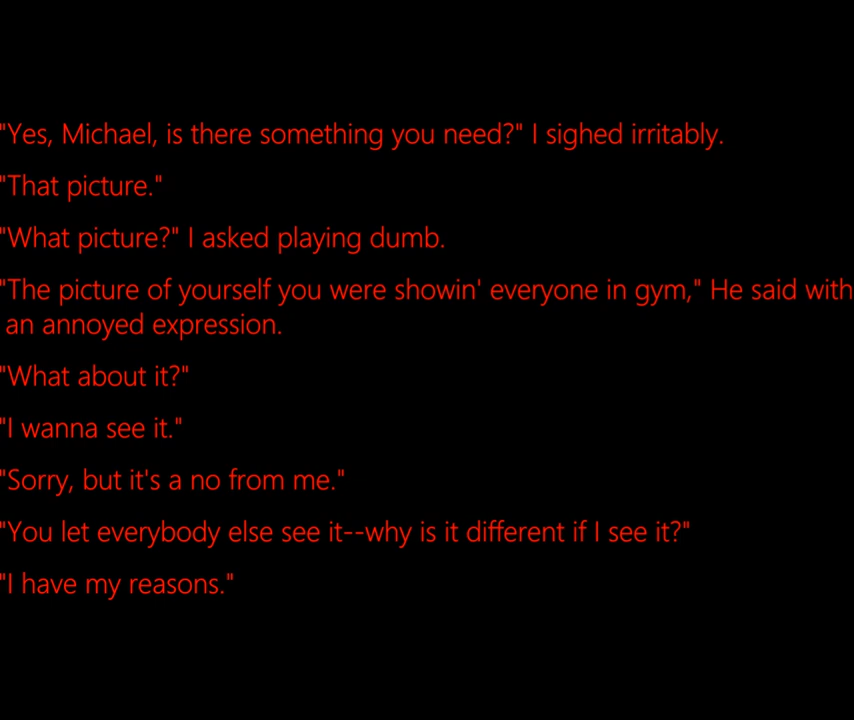 "Yes, Michael, is there something you need?" I sighed irritably.
"That picture."
"What picture?" I asked playing dumb.
"The picture of yourself you were showin' everyone in gym," He said with
an annoyed expression.
"What about it?"
"I wanna see it."
"Sorry, but it's a no from me."
"You let everybody else see it--why is it different if I see it?"
"I have my reasons."